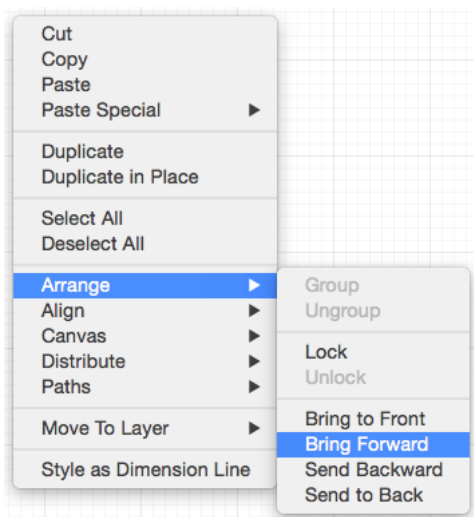 Cut
Copy
Paste
Paste Special
Duplicate
Duplicate in Place
Select All
Deselect All
Arrange
Align
Canvas
Distribute
Paths
Move To Layer
Style as Dimension Line
Group
Ungroup
Lock
Unlock
Bring to Front
Bring Forward
Send Backward
Send to Back